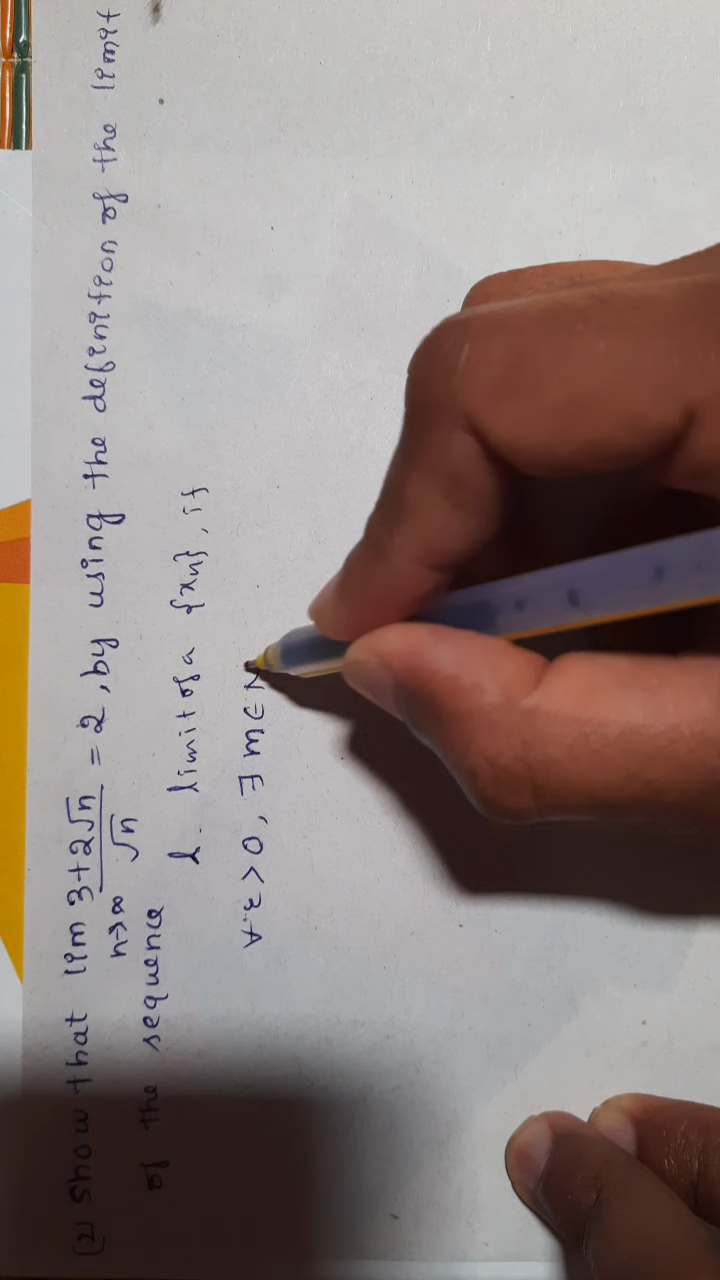 (2) show that lim 3+2√n / √n = 2, by using the definition of the limit
n→∞
of the sequence
l. limit of a {xn}, if
∀ ε > 0, ∃ m ∈ N